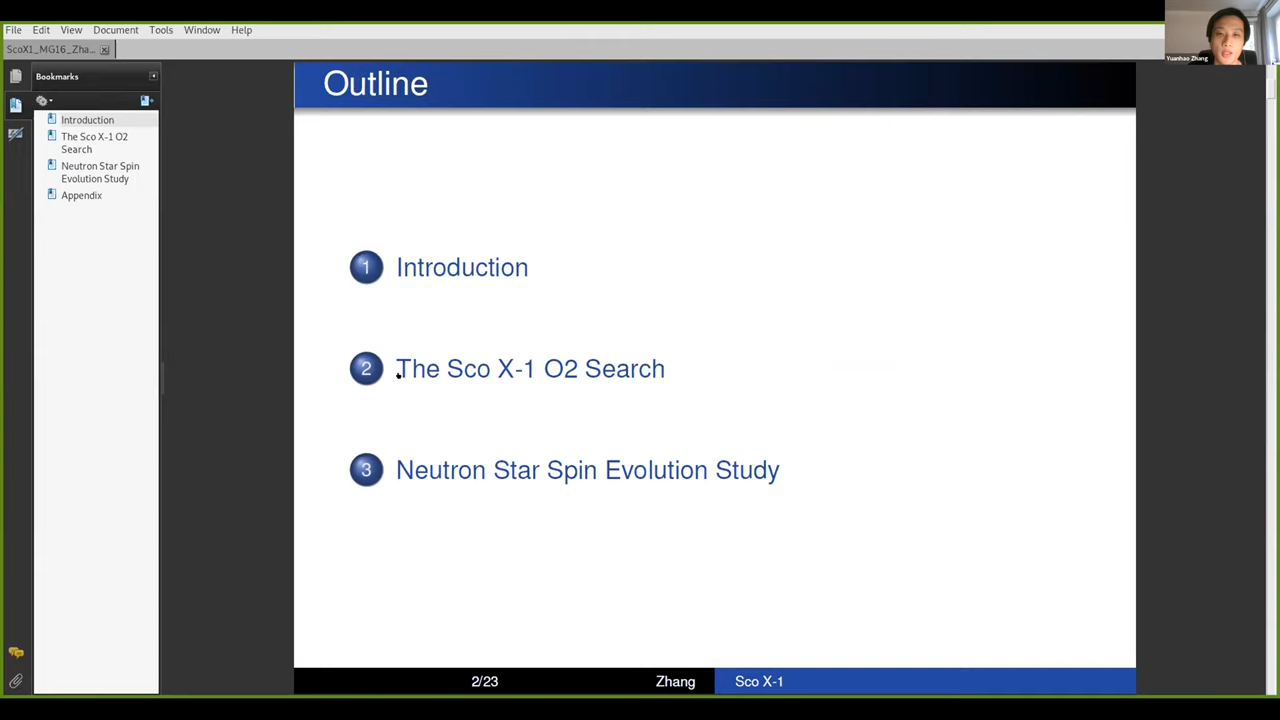 File Edit View Document Tools Window Help
ScoX1_MG16_Zha...
Bookmarks
Introduction
The Sco X-1 O2
Search
Neutron Star Spin
Evolution Study
Appendix
Outline
1 Introduction
2 The Sco X-1 O2 Search
3 Neutron Star Spin Evolution Study
2/23 Zhang Sco X-1
Yuanhao Zhang